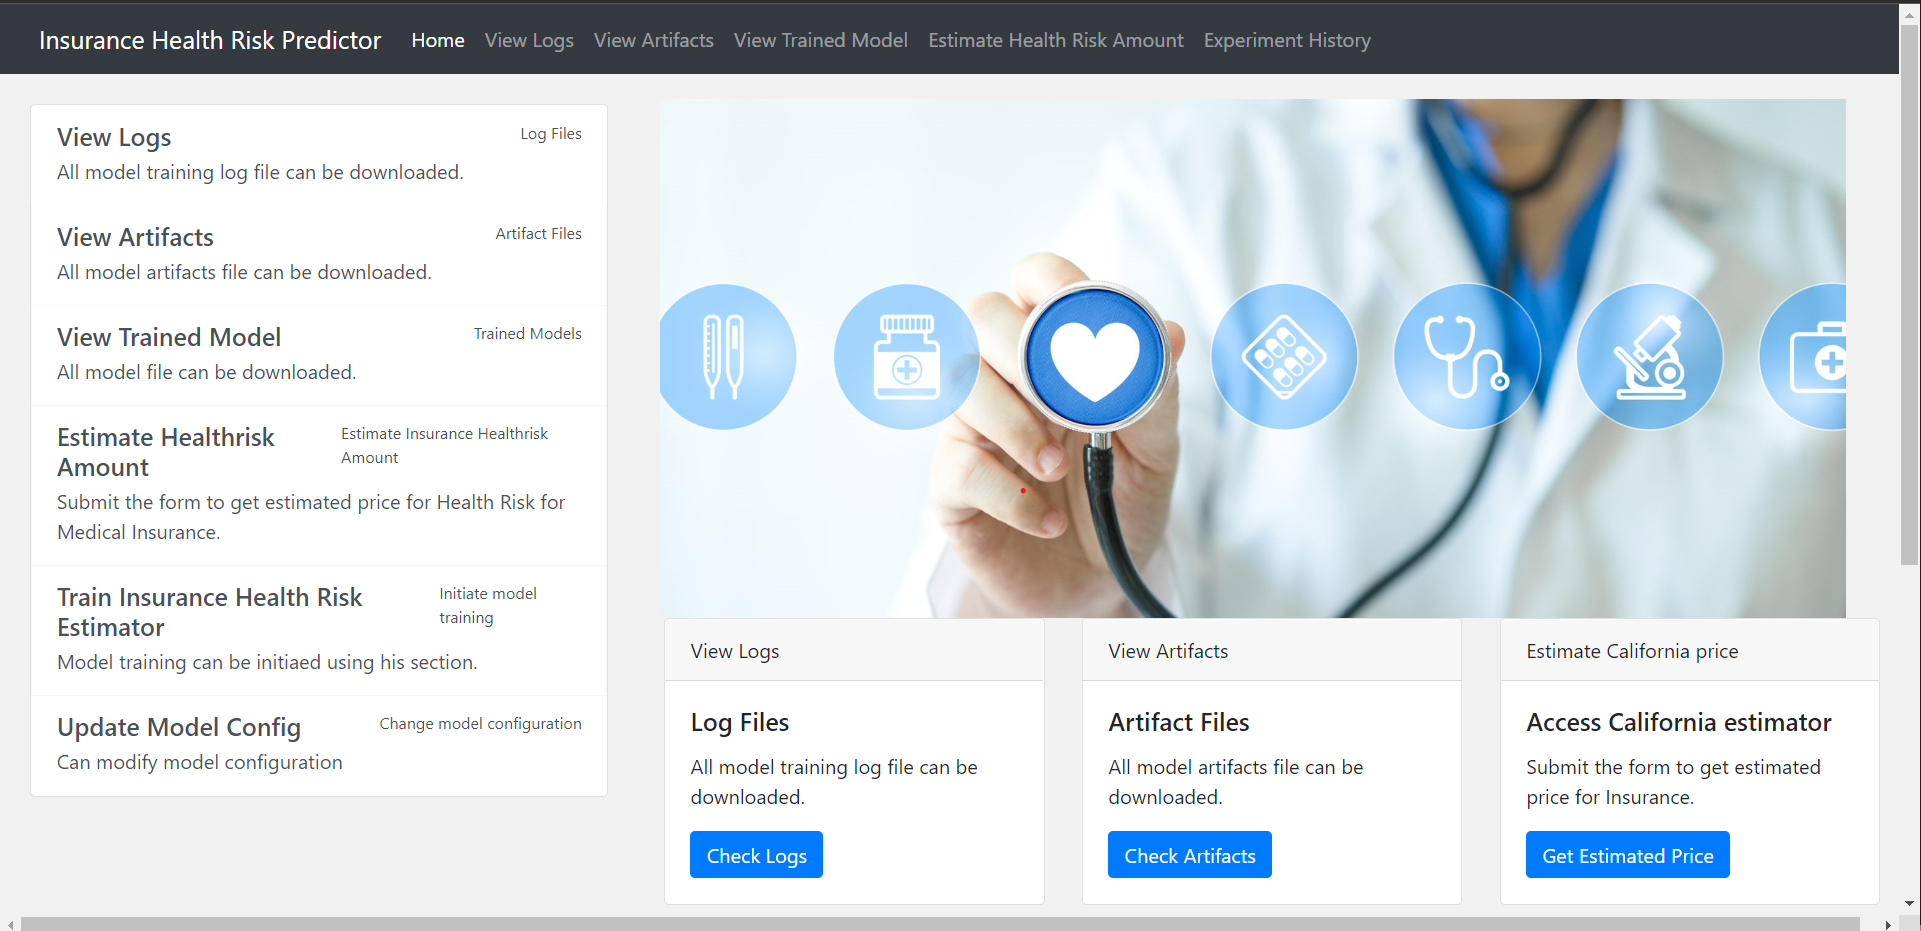 Insurance Health Risk Predictor Home View Logs View Artifacts View Trained Model Estimate Health Risk Amount Experiment History
View Logs Log Files
All model training log file can be downloaded.
View Artifacts Artifact Files
All model artifacts file can be downloaded.
View Trained Model Trained Models
All model file can be downloaded.
Estimate Healthrisk
Amount
Estimate Insurance Healthrisk
Amount
Submit the form to get estimated price for Health Risk for
Medical Insurance.
Train Insurance Health Risk
Estimator
Initiate model
training
Model training can be initiaed using his section.
Update Model Config Change model configuration
Can modify model configuration
View Logs
Log Files
All model training log file can be
downloaded.
Check Logs
View Artifacts
Artifact Files
All model artifacts file can be
downloaded.
Check Artifacts
Estimate California price
Access California estimator
Submit the form to get estimated
price for Insurance.
Get Estimated Price